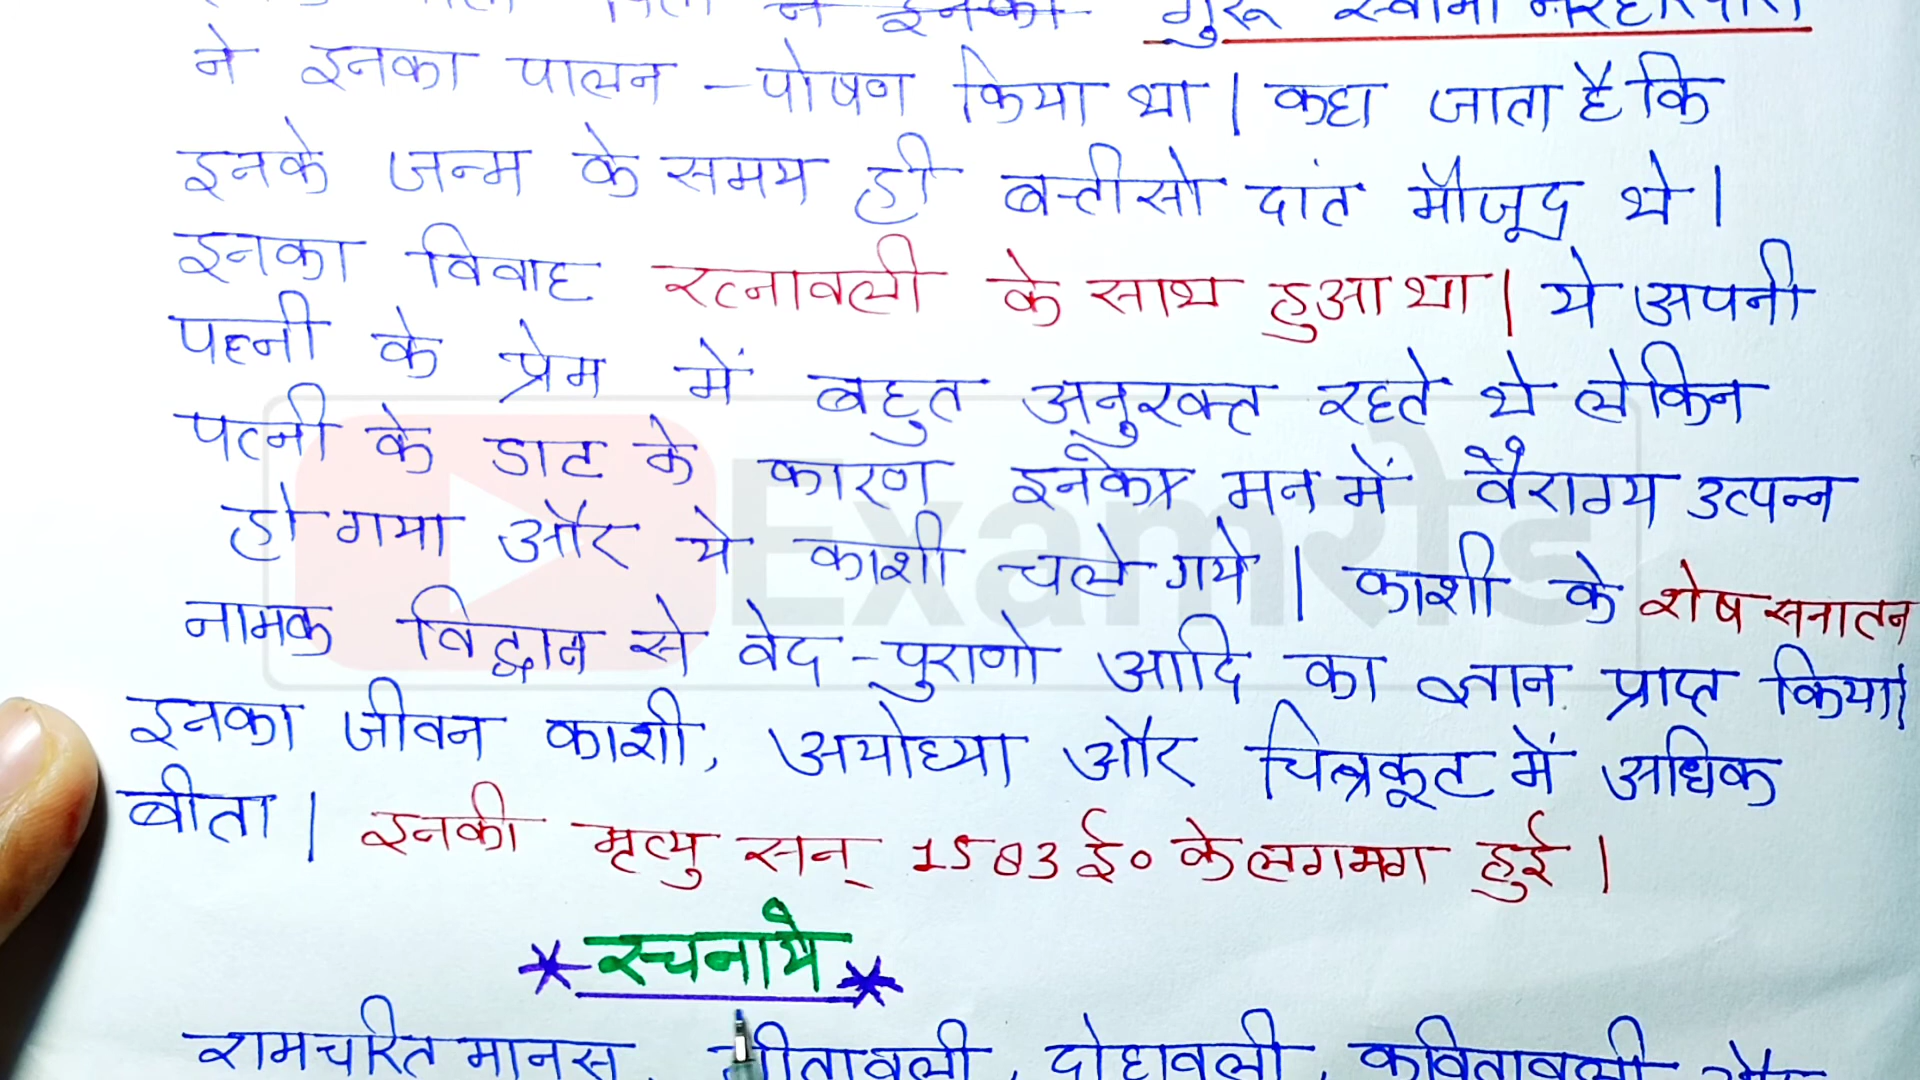 ने इनका पालन-पोषण किया था। कहा जाता है कि
इनके जन्म के समय ही बत्तीसो दांत मौजूद थे।
इनका विवाह रत्नावली के साथ हुआ था। ये अपनी
पत्नी के प्रेम में बहुत अनुरक्त रहते थे लेकिन
पत्नी के डाट के कारण इनके मन में वैराग्य उत्पन्न
हो गया और ये काशी चले गये। काशी के शेष सनातन
नामक विद्वान से वेद-पुराणो आदि का ज्ञान प्राप्त किया।
इनका जीवन काशी, अयोध्या और चित्रकूट में अधिक
बीता। इनकी मृत्यु सन् 1583 ई० के लगभग हुई।
* रचनाये *
रामचरित मानस, दोहावली, कवितावली
Examरोड